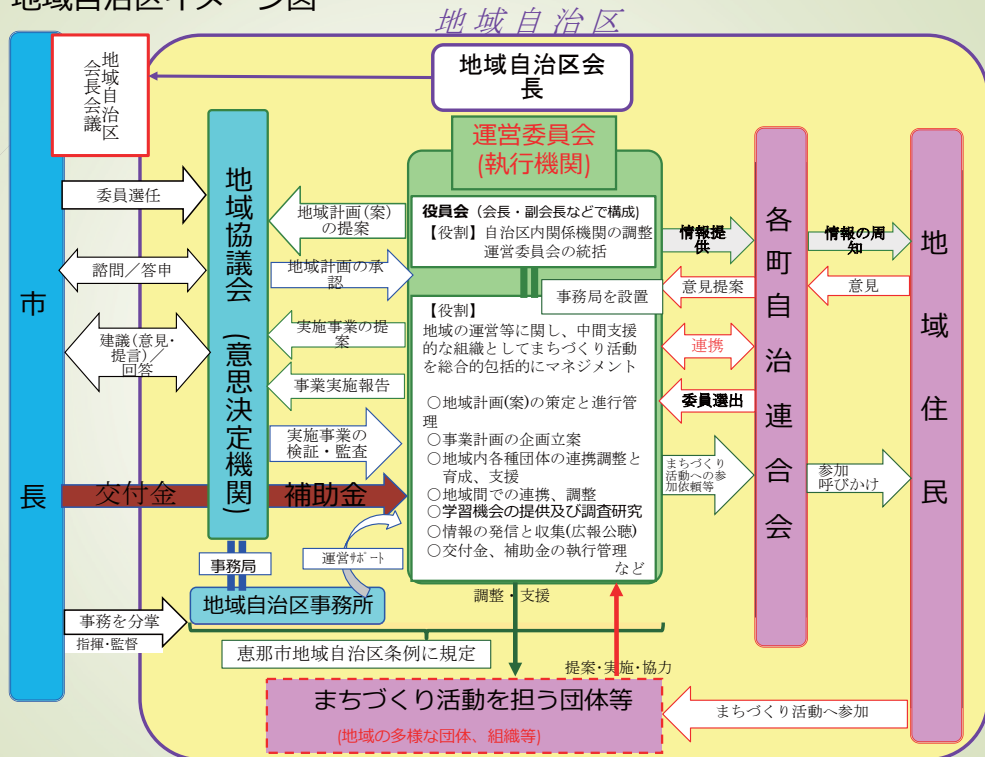 地域自治区イメージ図
地域自治区
地域自治区
会長会議
地域自治区会
長
運営委員会
(執行機関)
市長
委員選任
諮問／答申
建議(意見・
提言)／
回答
交付金
補助金
事務を分掌
指揮・監督
地域協議会（意思決定機関）
事務局
地域自治区事務所
運営サポート
地域計画(案)
の提案
地域計画の承
認
実施事業の提
案
事業実施報告
実施事業の
検証・監査
役員会（会長・副会長などで構成)
【役割】自治区内関係機関の調整
運営委員会の統括
事務局を設置
【役割】
地域の運営等に関し、中間支援
的な組織としてまちづくり活動
を総合的包括的にマネジメント
○地域計画(案)の策定と進行管
理
○事業計画の企画立案
○地域内各種団体の連携調整と
育成、支援
○地域間での連携、調整
○学習機会の提供及び調査研究
○情報の発信と収集(広報公聴)
○交付金、補助金の執行管理
など
情報提
供
意見提案
連携
委員選出
まちづくり
活動への参
加依頼等
各町自治連合会
情報の周
知
意見
参加
呼びかけ
地域住民
調整・支援
恵那市地域自治区条例に規定
提案・実施・協力
まちづくり活動を担う団体等
(地域の多様な団体、組織等)
まちづくり活動へ参加